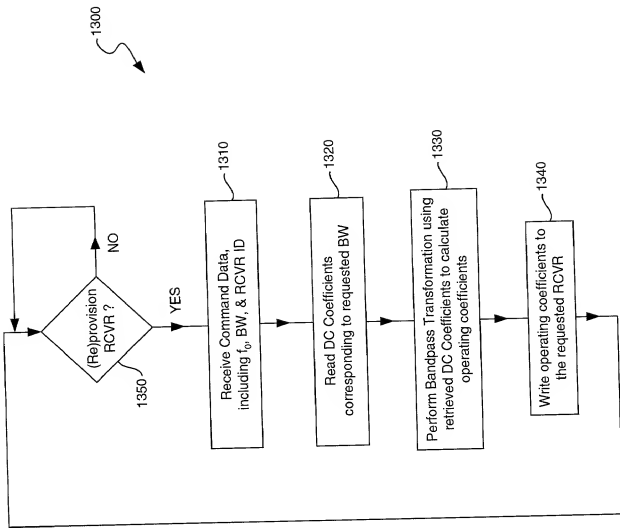 1300
(Re)provision
RCVR ?
NO
1350
YES
1310
Receive Command Data,
including f₀, BW, & RCVR ID
1320
Read DC Coefficients
corresponding to requested BW
1330
Perform Bandpass Transformation using
retrieved DC Coefficients to calculate
operating coefficients
1340
Write operating coefficients to
the requested RCVR